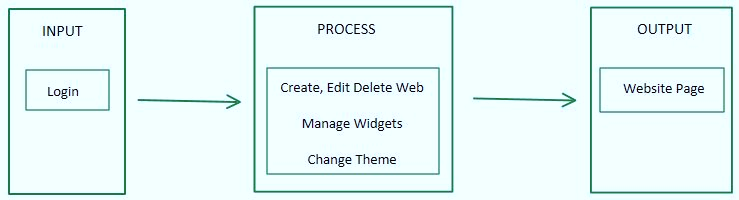 INPUT
Login
PROCESS
Create, Edit Delete Web
Manage Widgets
Change Theme
OUTPUT
Website Page